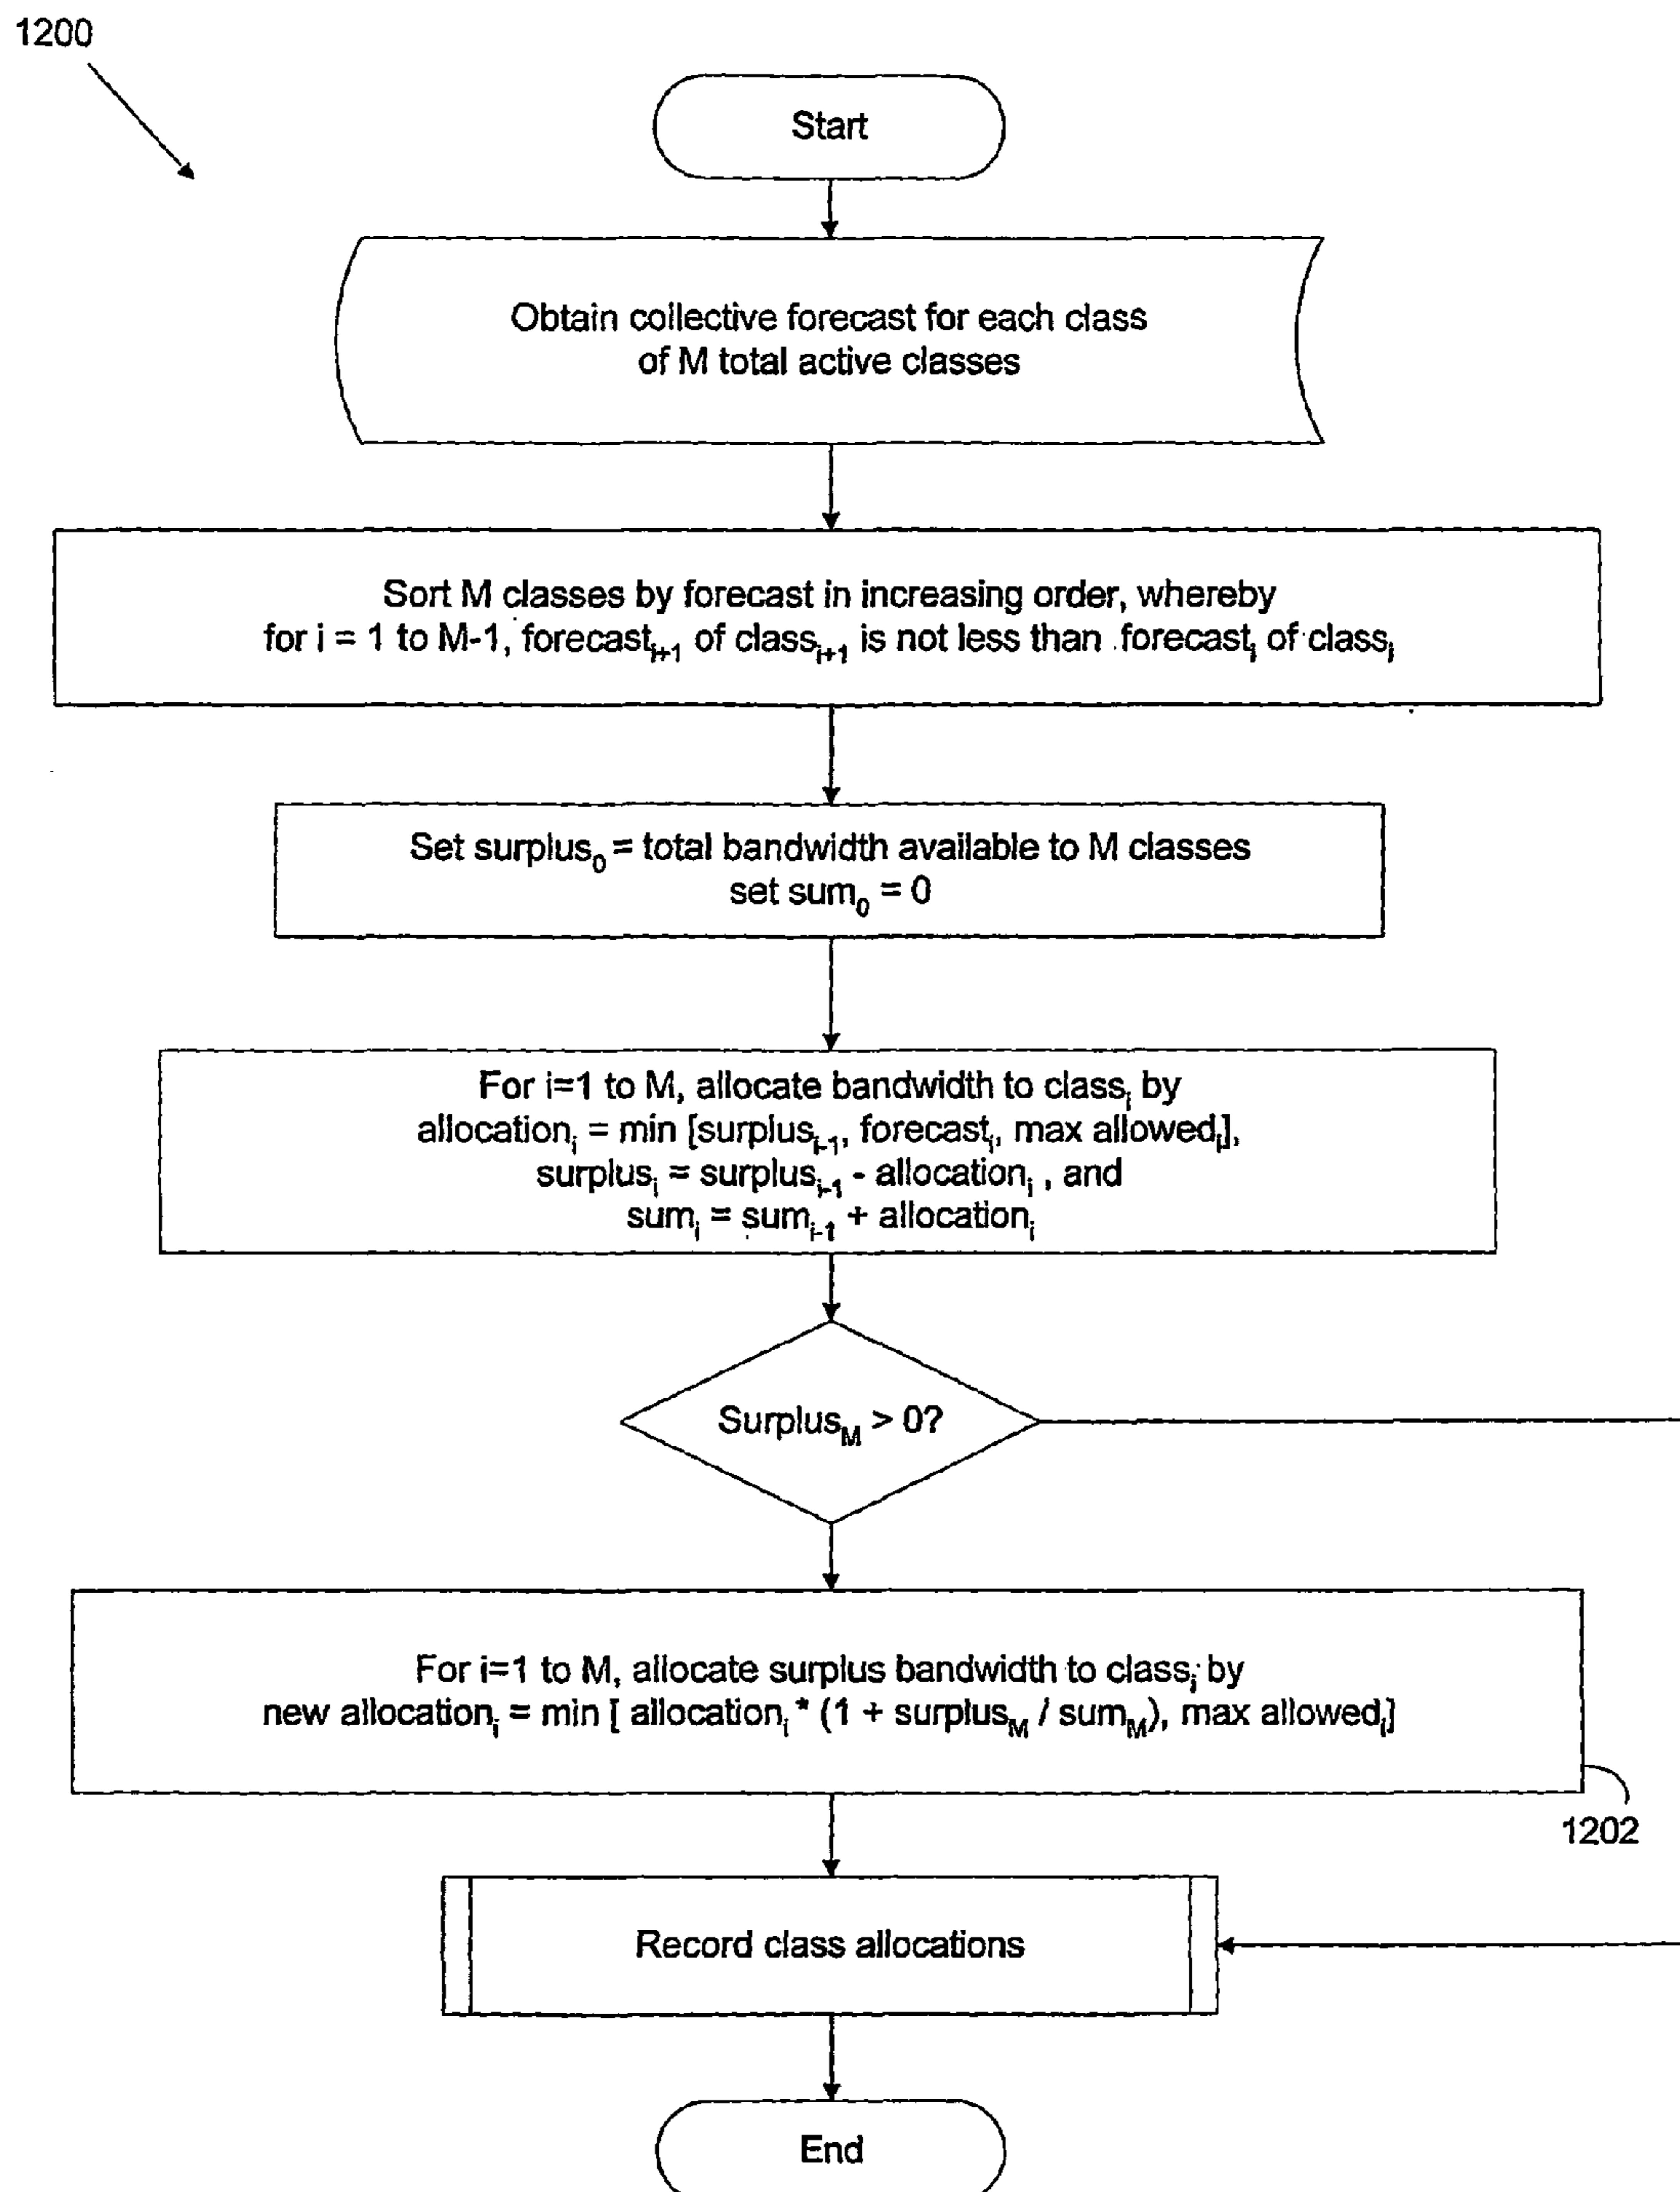 1200
Start
Obtain collective forecast for each class
of M total active classes
Sort M classes by forecast in increasing order, whereby
for i = 1 to M-1, forecastᵢ₊₁ of classᵢ₊₁ is not less than forecastᵢ of classᵢ
Set surplus₀ = total bandwidth available to M classes
set sum₀ = 0
For i=1 to M, allocate bandwidth to classᵢ by
allocationᵢ = min [surplusᵢ₋₁, forecastᵢ, max allowedᵢ],
surplusᵢ = surplusᵢ₋₁ - allocationᵢ , and
sumᵢ = sumᵢ₋₁ + allocationᵢ
Surplus_M > 0?
For i=1 to M, allocate surplus bandwidth to classᵢ by
new allocationᵢ = min [ allocationᵢ * (1 + surplus_M / sum_M), max allowedᵢ]
1202
Record class allocations
End